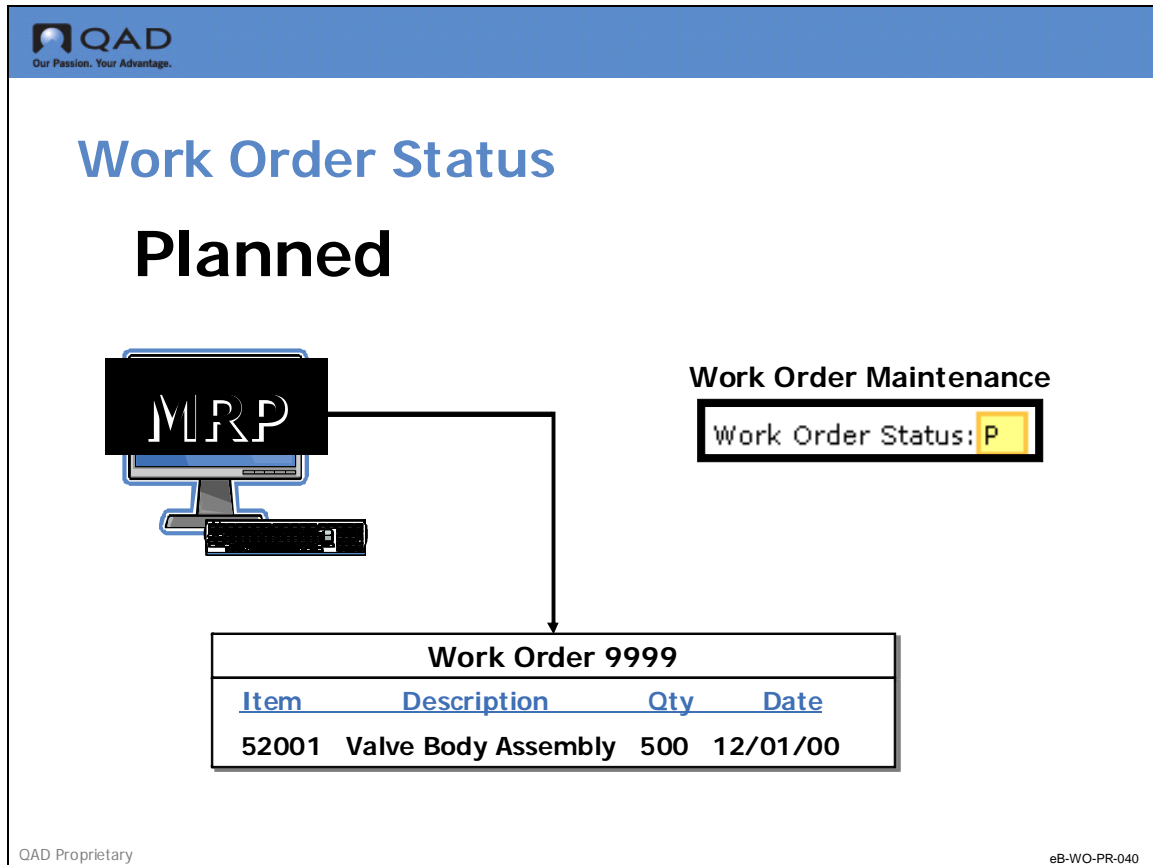 QAD
Our Passion. Your Advantage.
Work Order Status
Planned
MRP
Work Order Maintenance
Work Order Status: P
Work Order 9999
Item Description Qty Date
52001 Valve Body Assembly 500 12/01/00
QAD Proprietary
eB-WO-PR-040